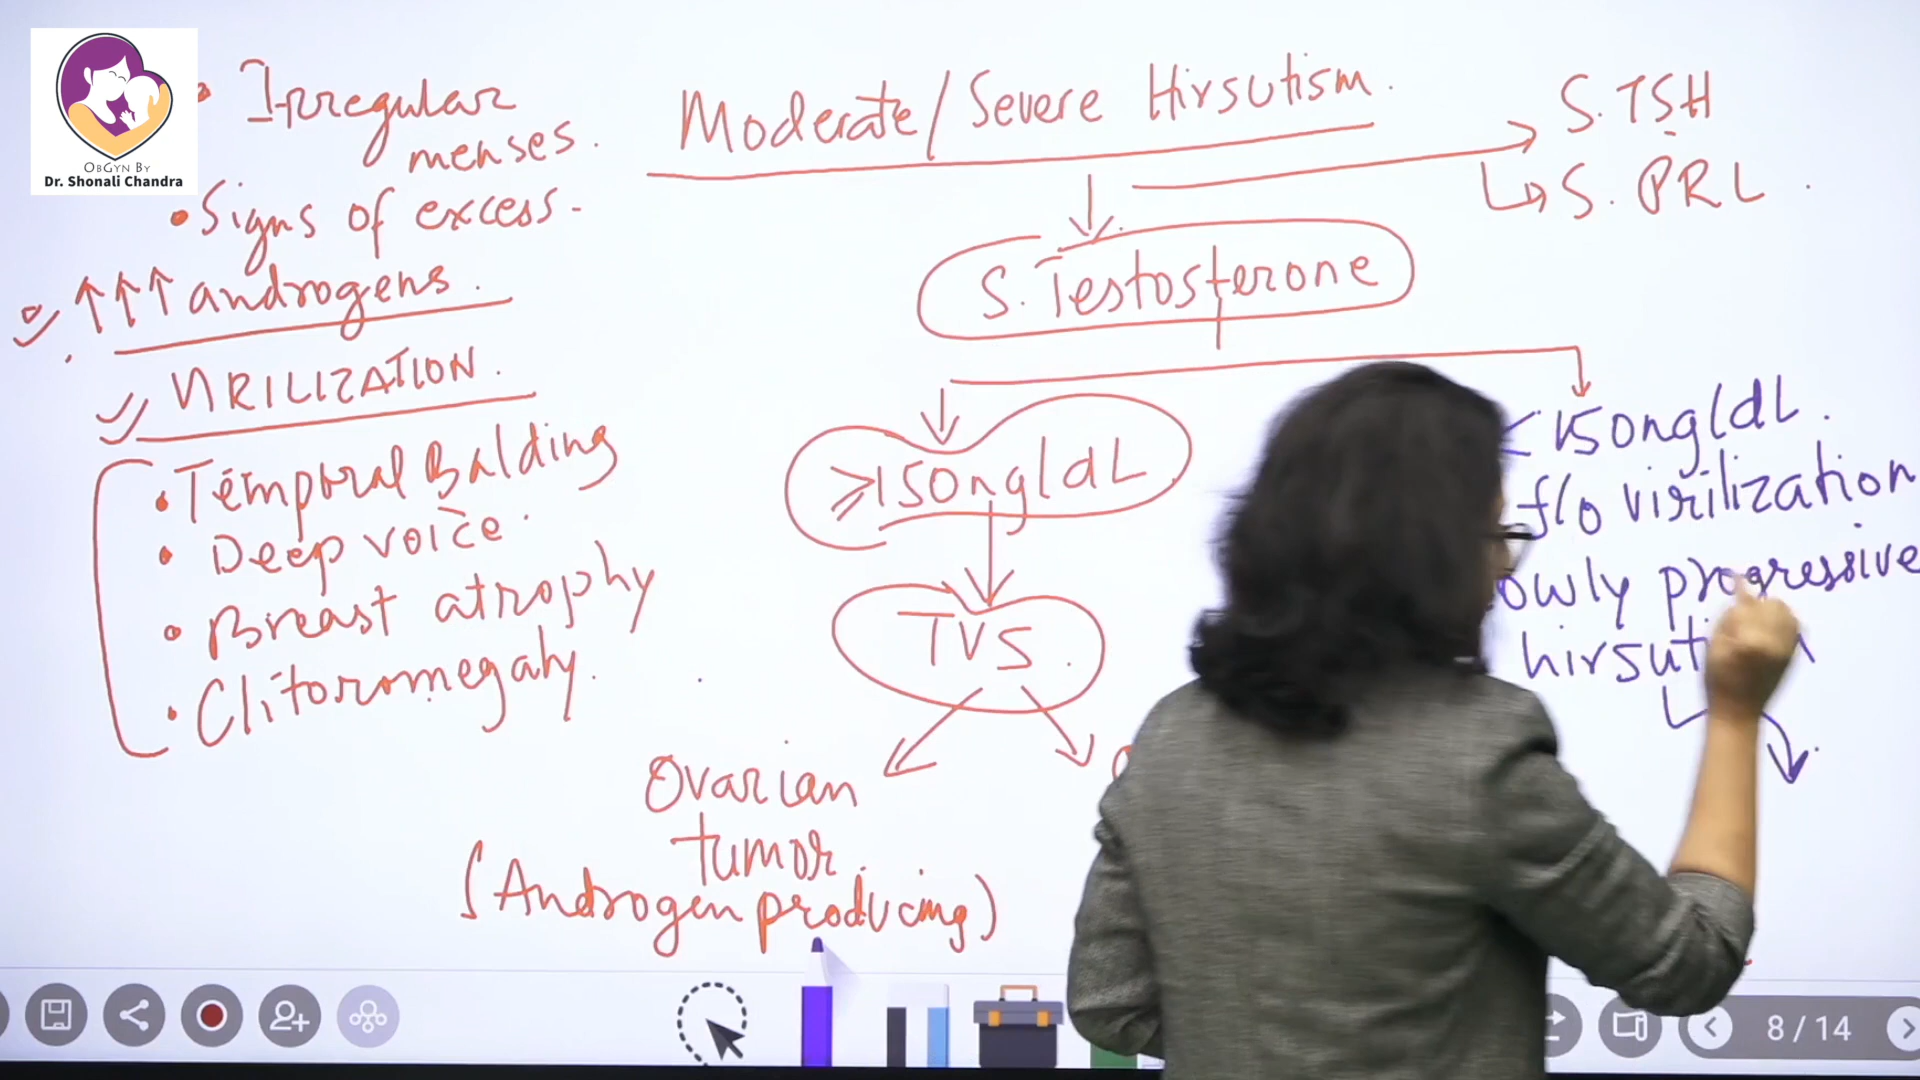 OBGYN BY
Dr. Shonali Chandra
• Irregular
menses.
• Signs of excess.
↑↑↑ androgens.
VIRILIZATION.
• Temporal Balding
• Deep voice.
• Breast atrophy
• Clitoromegaly.
Moderate/Severe Hirsutism.
→ S. TSH
↳ S. PRL
S. Testosterone
≥150ng/dL
TVS
Ovarian
tumor.
(Androgen producing)
<150ng/dL.
f/o virilization
progressive
8 / 14